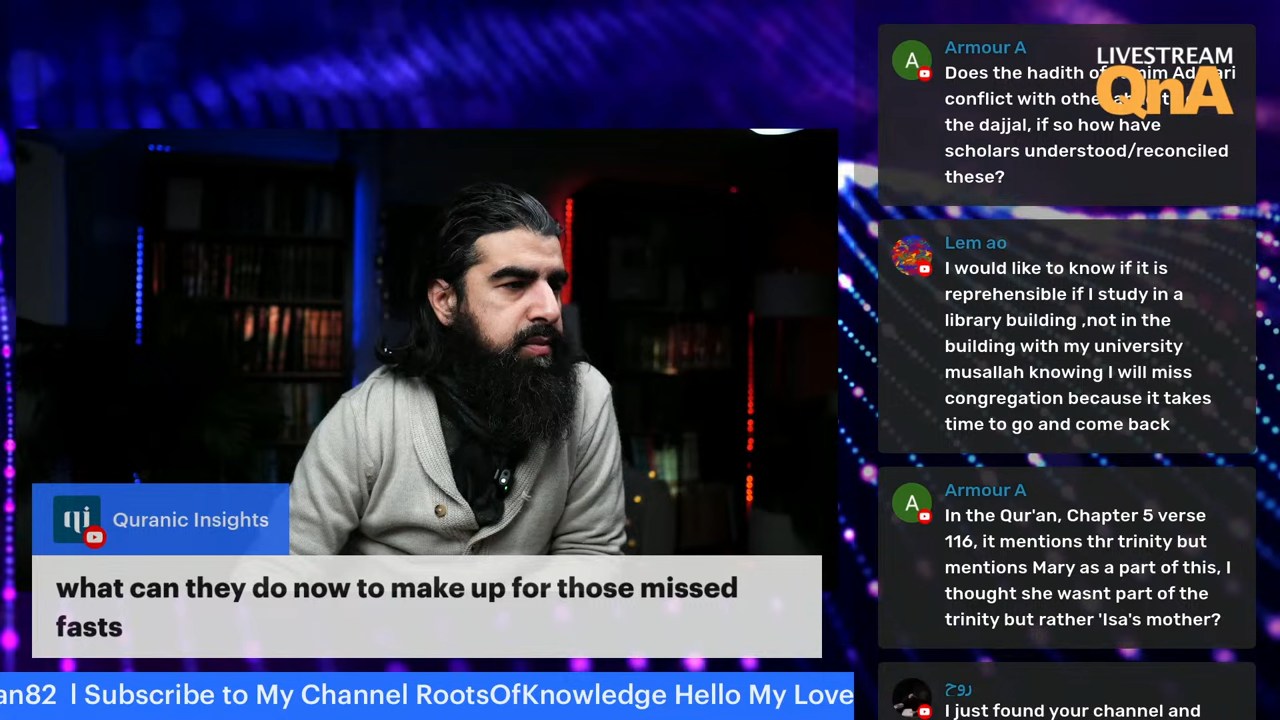 Quranic Insights
what can they do now to make up for those missed
fasts
an82 | Subscribe to My Channel RootsOfKnowledge Hello My Love
LIVESTREAM
QnA
Armour A
Does the hadith of
conflict with
the dajjal, if so how have
scholars understood/reconciled
these?
Lem ao
I would like to know if it is
reprehensible if I study in a
library building ,not in the
building with my university
musallah knowing I will miss
congregation because it takes
time to go and come back
Armour A
In the Qur'an, Chapter 5 verse
116, it mentions thr trinity but
mentions Mary as a part of this, I
thought she wasnt part of the
trinity but rather 'Isa's mother?
روح
I just found your channel and